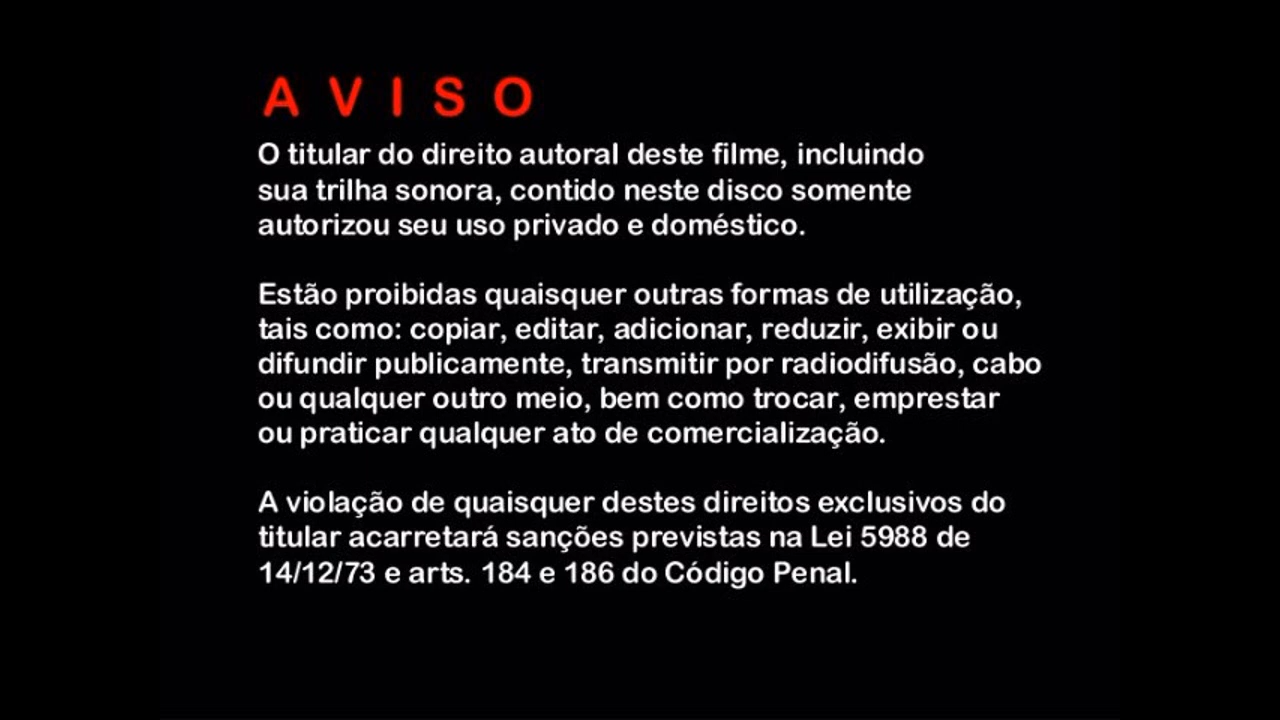 A V I S O
O titular do direito autoral deste filme, incluindo
sua trilha sonora, contido neste disco somente
autorizou seu uso privado e doméstico.
Estão proibidas quaisquer outras formas de utilização,
tais como: copiar, editar, adicionar, reduzir, exibir ou
difundir publicamente, transmitir por radiodifusão, cabo
ou qualquer outro meio, bem como trocar, emprestar
ou praticar qualquer ato de comercialização.
A violação de quaisquer destes direitos exclusivos do
titular acarretará sanções previstas na Lei 5988 de
14/12/73 e arts. 184 e 186 do Código Penal.